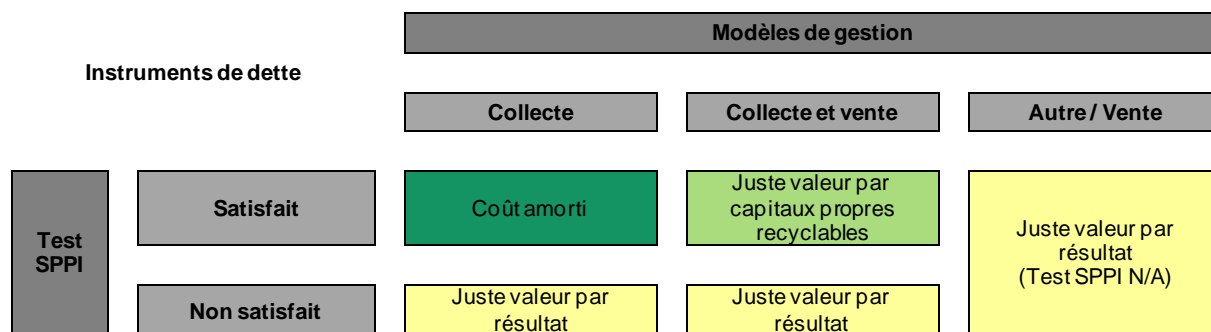 Modèles de gestion
Instruments de dette
Collecte
Collecte et vente
Autre / Vente
Test
SPPI
Satisfait
Coût amorti
Juste valeur par
capitaux propres
recyclables
Juste valeur par
résultat
(Test SPPI N/A)
Non satisfait
Juste valeur par
résultat
Juste valeur par
résultat